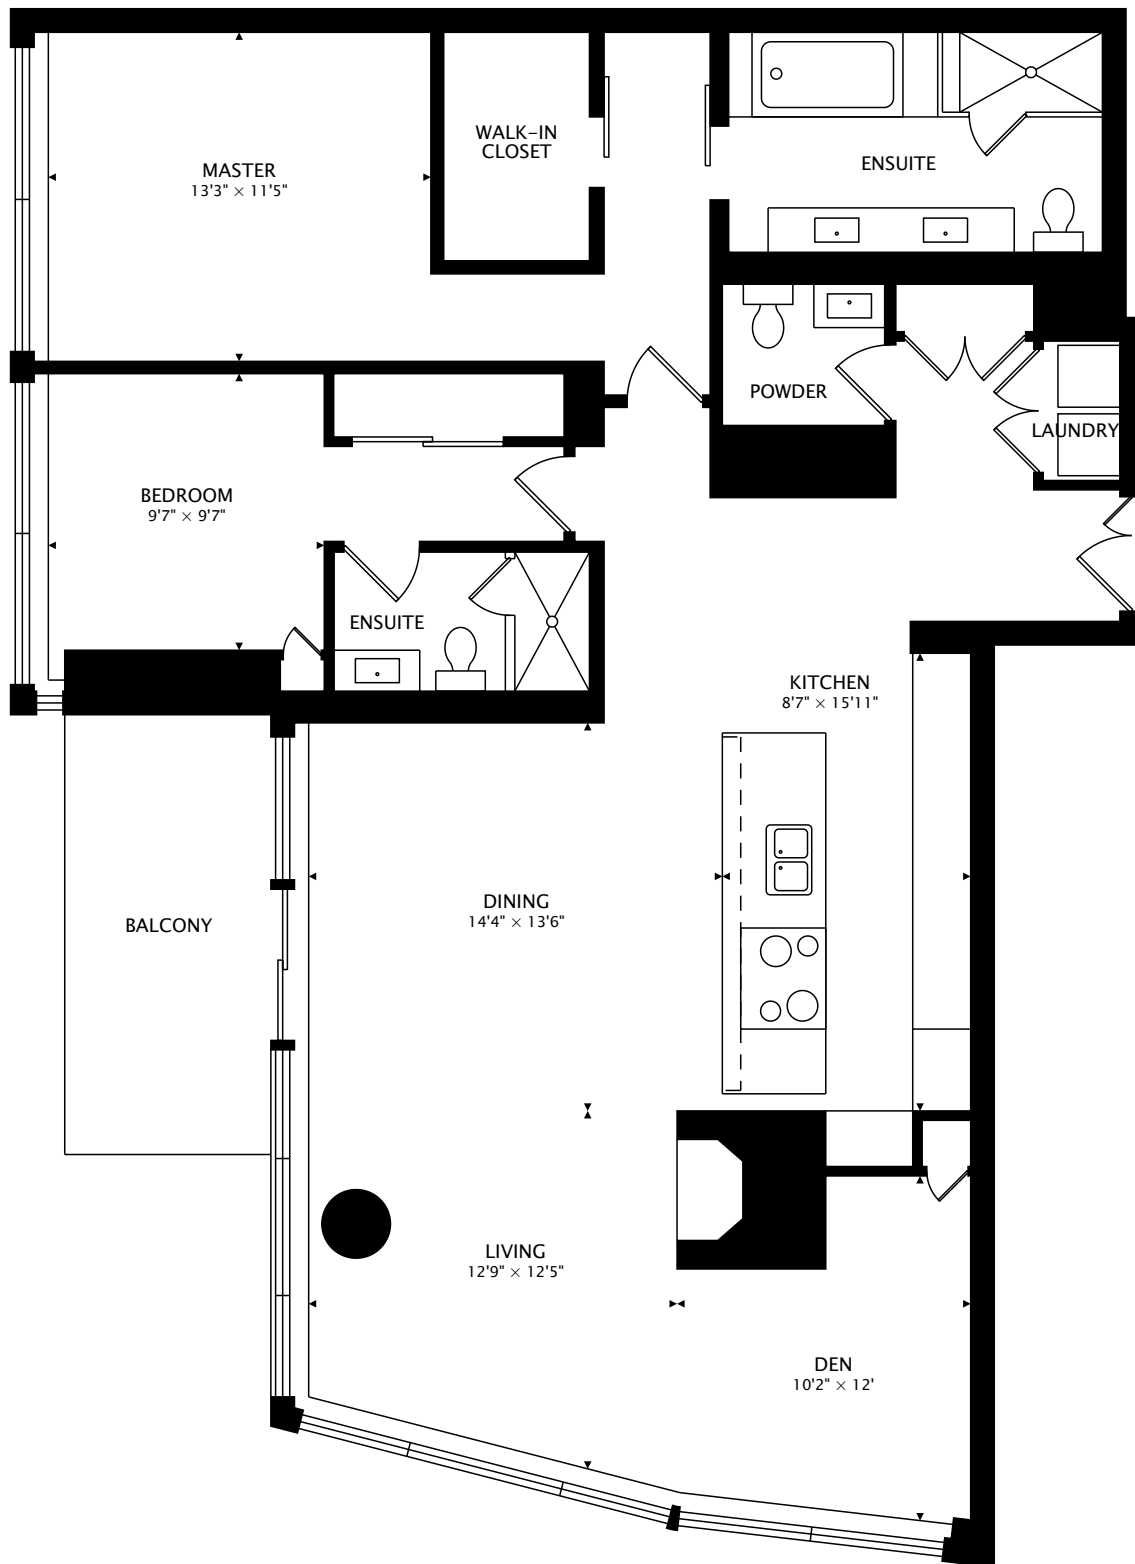 WALK-IN
CLOSET
MASTER
13'3" × 11'5"
ENSUITE
POWDER
LAUNDRY
BEDROOM
9'7" × 9'7"
ENSUITE
KITCHEN
8'7" × 15'11"
DINING
14'4" × 13'6"
BALCONY
LIVING
12'9" × 12'5"
DEN
10'2" × 12'